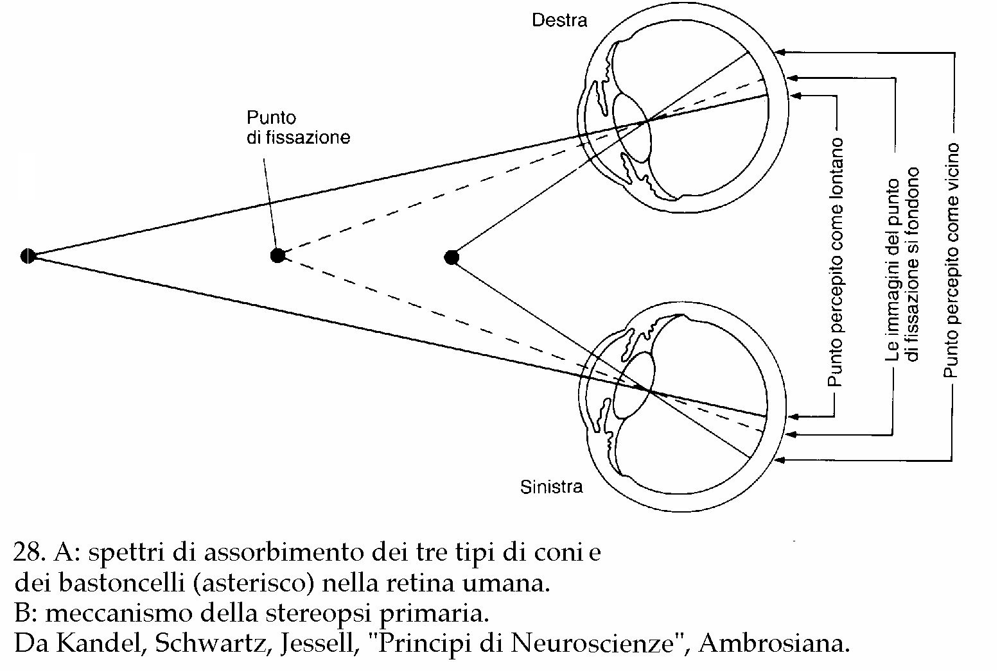 Destra
Punto
di fissazione
Punto percepito come lontano
Le immagini del punto
di fissazione si fondono
Punto percepito come vicino
Sinistra
28. A: spettri di assorbimento dei tre tipi di coni e
dei bastoncelli (asterisco) nella retina umana.
B: meccanismo della stereopsi primaria.
Da Kandel, Schwartz, Jessell, "Principi di Neuroscienze", Ambrosiana.